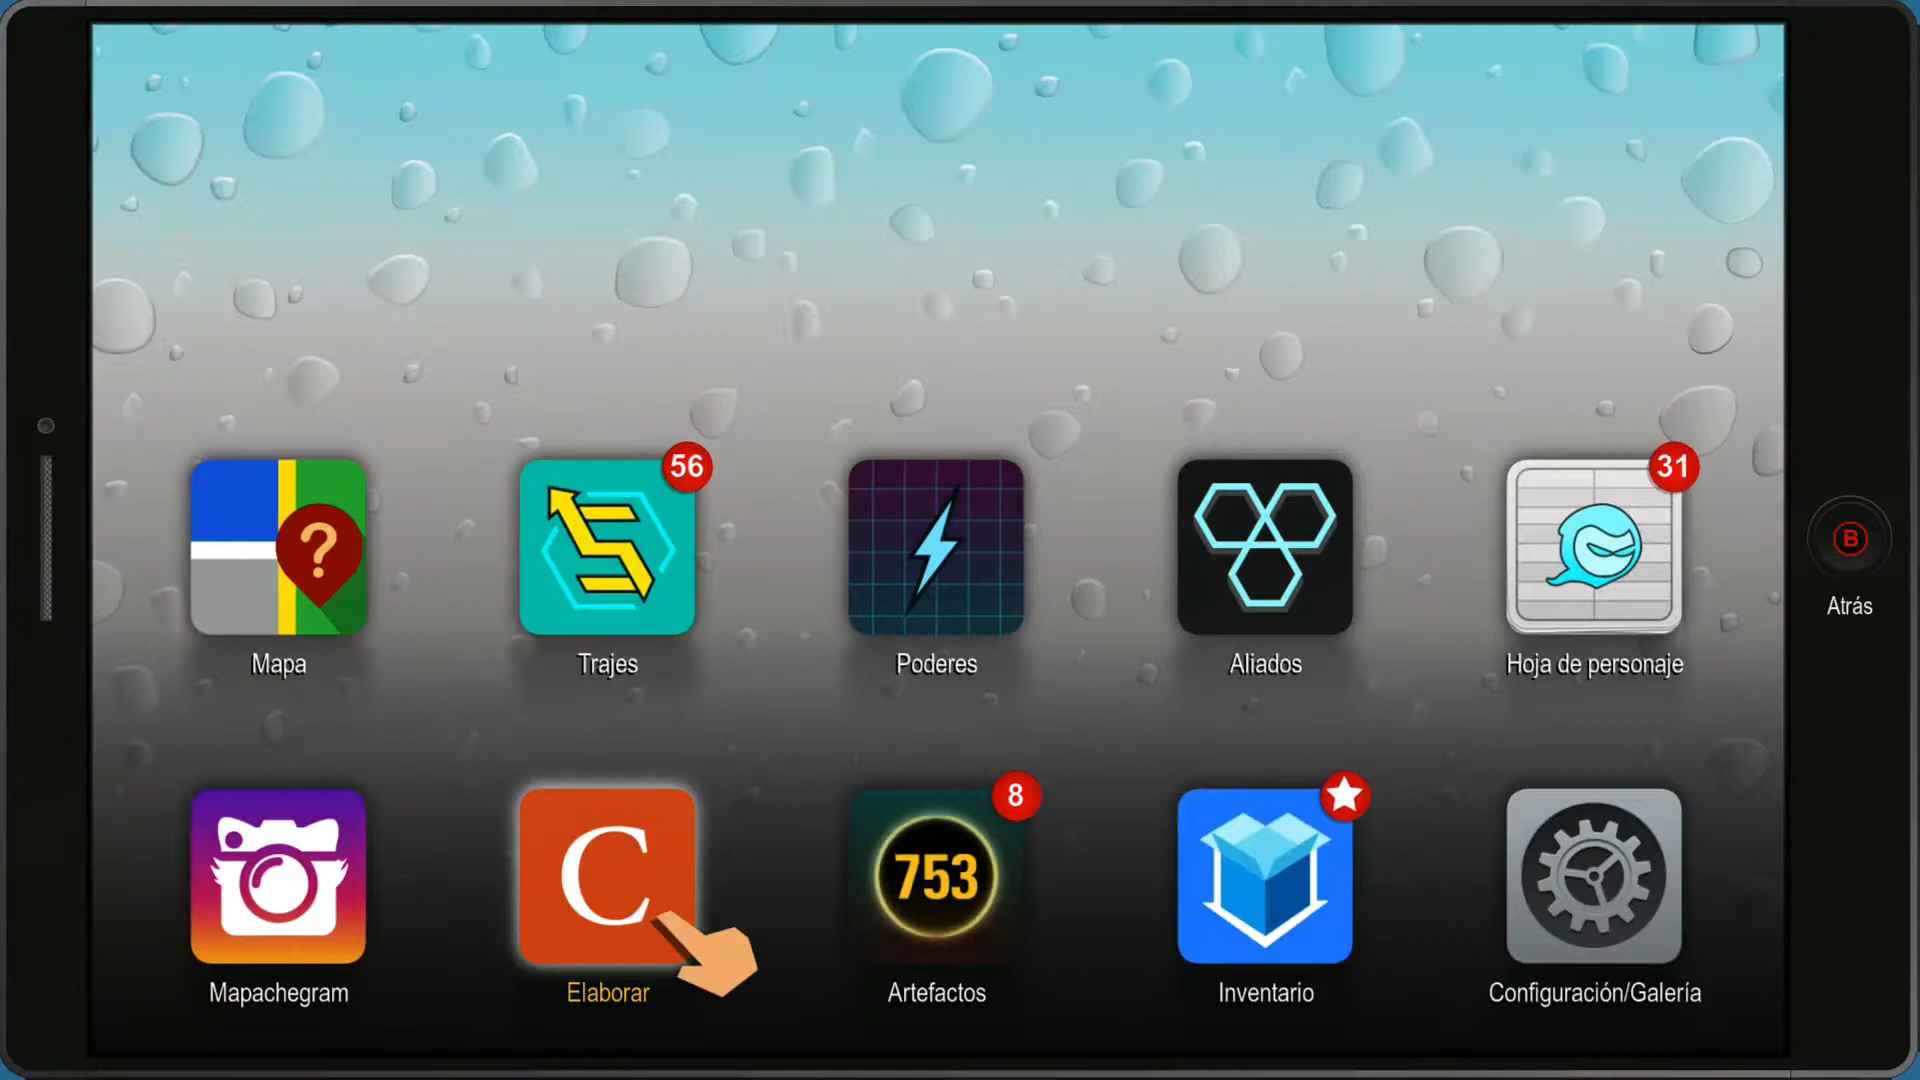 56
31
?
B
Mapa
Trajes
Poderes
Aliados
Hoja de personaje
Atrás
8
C
753
Mapachegram
Elaborar
Artefactos
Inventario
Configuración/Galería